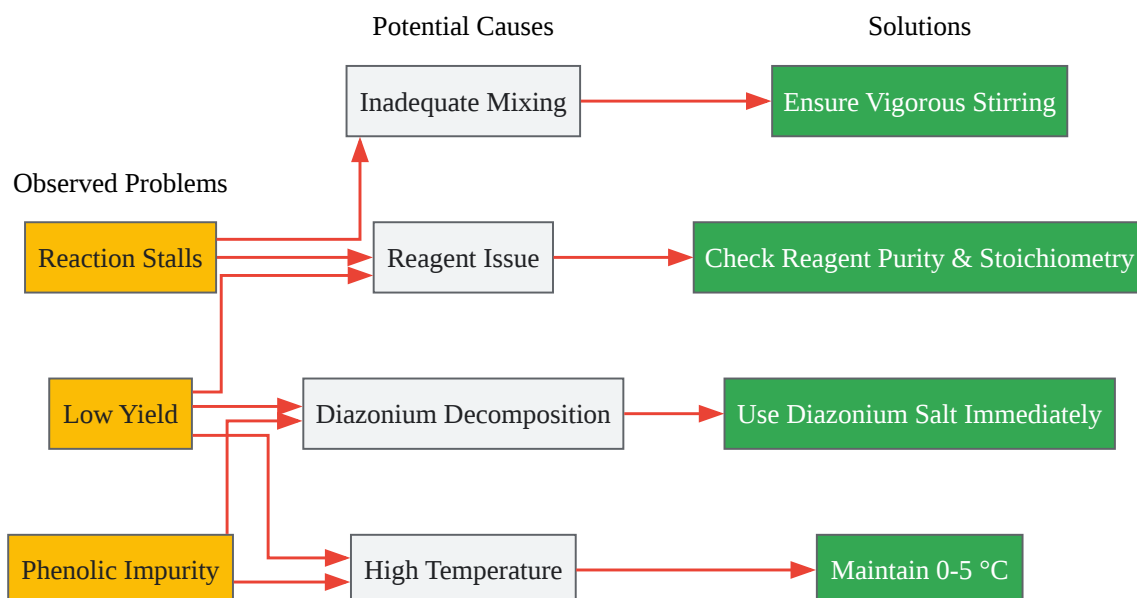 Potential Causes
Solutions
Inadequate Mixing
Ensure Vigorous Stirring
Observed Problems
Reaction Stalls
Reagent Issue
Check Reagent Purity & Stoichiometry
Low Yield
Diazonium Decomposition
Use Diazonium Salt Immediately
Phenolic Impurity
High Temperature
Maintain 0-5 °C